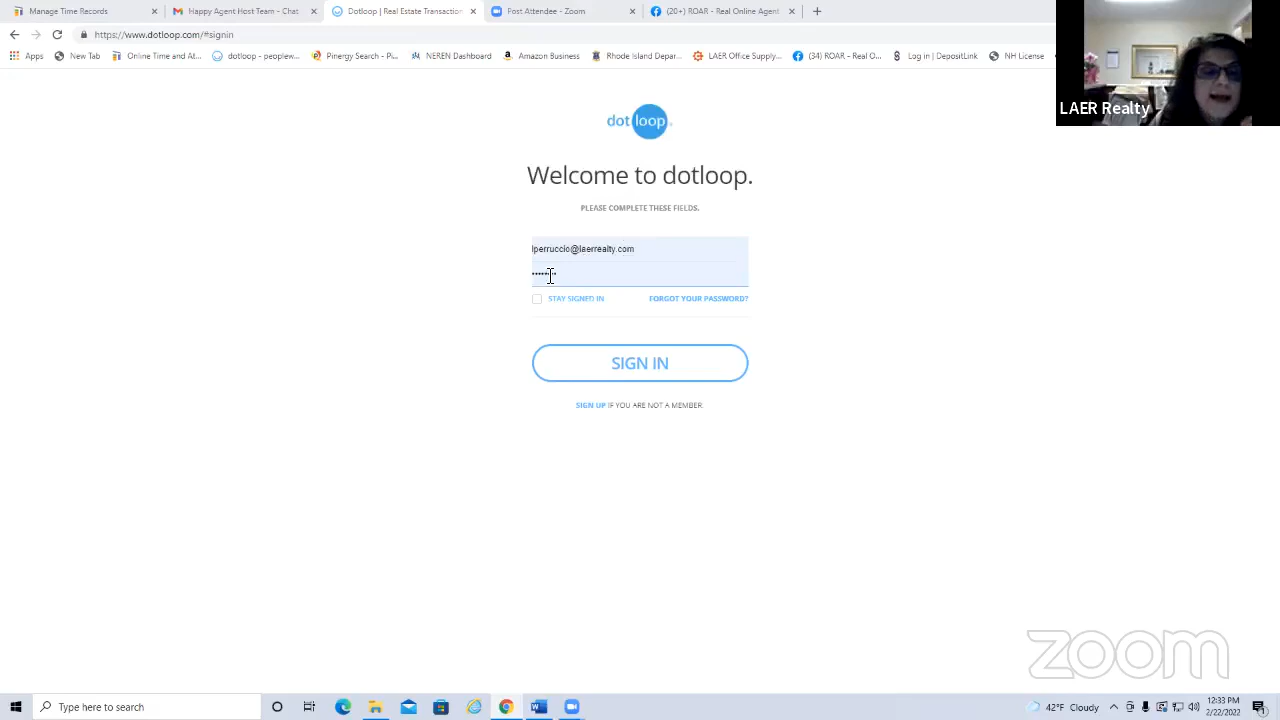 Manage Time Records
Happy Agent Host Team - Chat
dotloop | Real Estate Transaction
Post Attendee - Zoom
(20+) ROAR - Real Online Agent
https://www.dotloop.com/#signin
Apps
New Tab
Online Time and At...
dotloop - peoplew...
Pinergy Search - Pi...
NEREN Dashboard
Amazon Business
Rhode Island Depar...
LAER Office Supply...
(34) ROAR - Real O...
Log in | DepositLink
NH License
LAER Realty
dot loop
Welcome to dotloop.
PLEASE COMPLETE THESE FIELDS.
lperruccio@laerrealty.com
STAY SIGNED IN
FORGOT YOUR PASSWORD?
SIGN IN
SIGN UP IF YOU ARE NOT A MEMBER.
zoom
Type here to search
42°F Cloudy
12:33 PM
2/22/2022